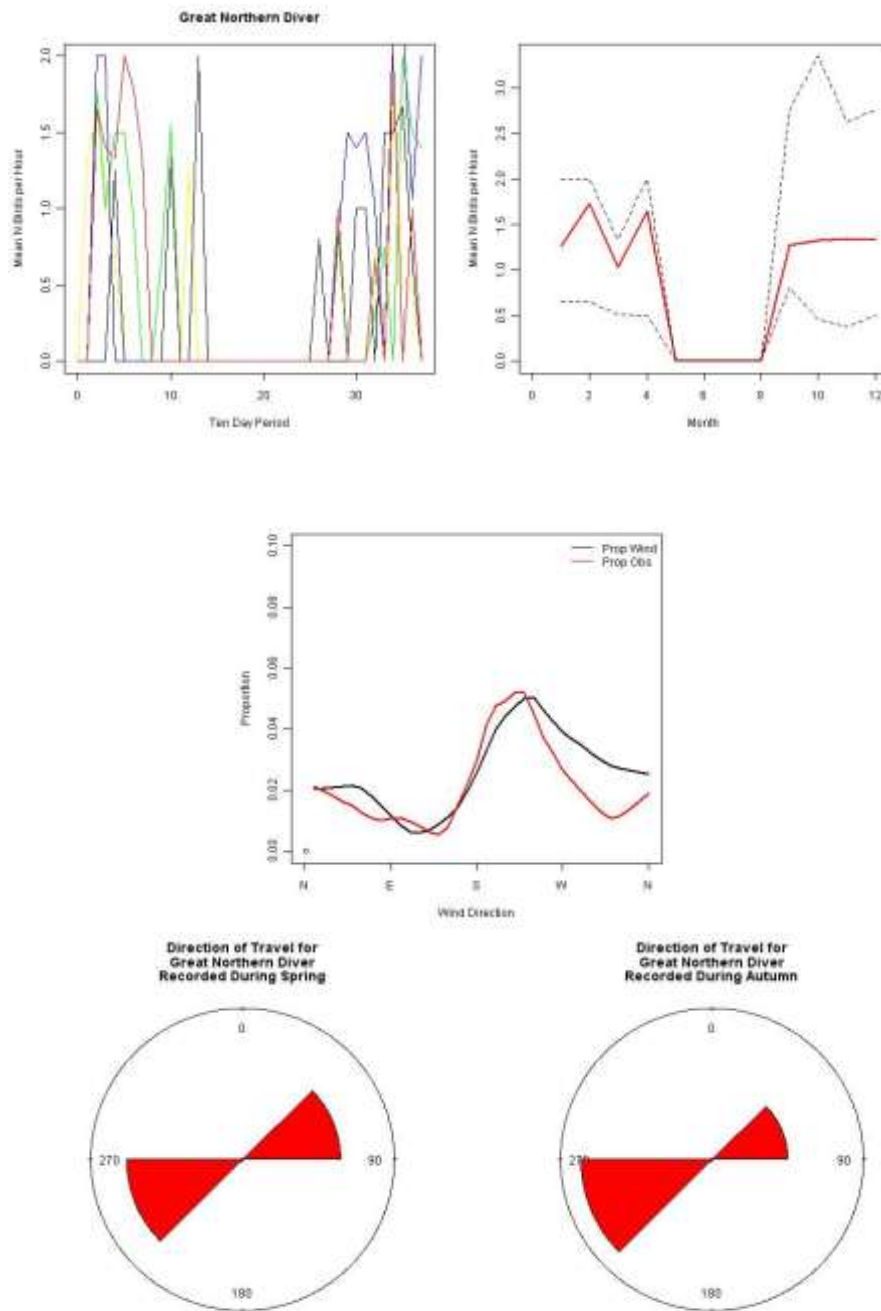 Great Northern Diver
2.0
1.5
1.0
0.5
0.0
Mean N Birds per Hour
0 10 20 30
Ten Day Period
3.0
2.5
2.0
1.5
1.0
0.5
0.0
Mean N Birds per Hour
0 2 4 6 8 10 12
Month
Prop Wind
Prop Obs
0.10
0.08
0.06
0.04
0.02
0.00
Proportion
N E S W N
Wind Direction
Direction of Travel for
Great Northern Diver
Recorded During Spring
0
270 90
180
Direction of Travel for
Great Northern Diver
Recorded During Autumn
0
270 90
180